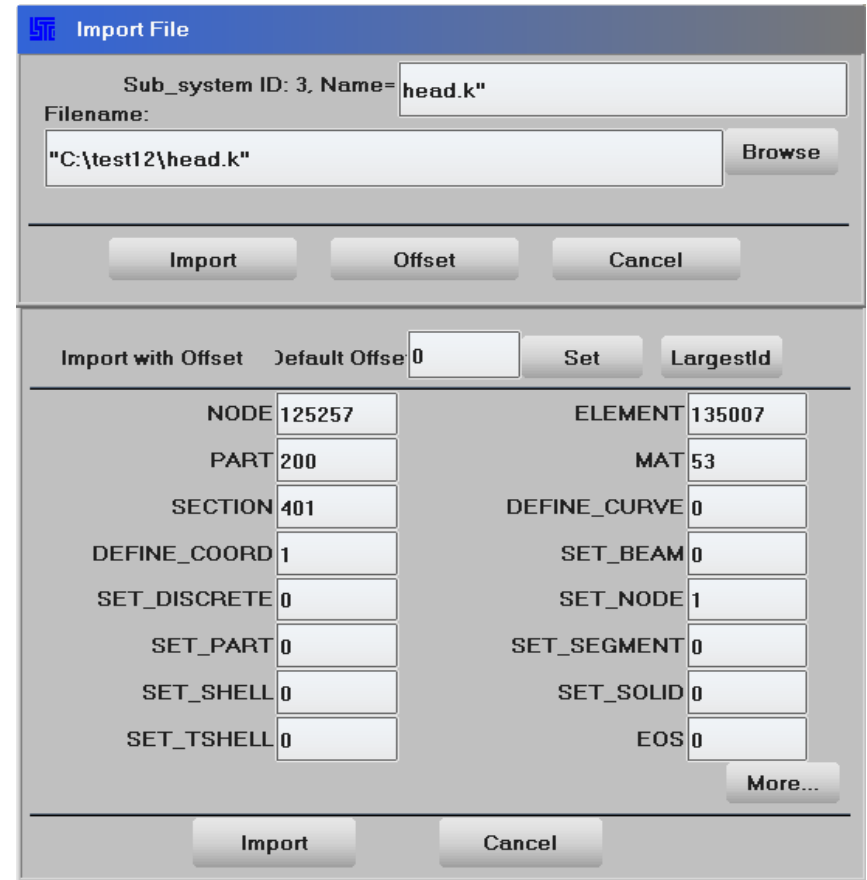 LSTC
Import File
Sub_system ID: 3, Name= head.k"
Filename:
"C:\test12\head.k" Browse
Import Offset Cancel
Import with Offset Default Offse 0 Set LargestId
NODE 125257 ELEMENT 135007
PART 200 MAT 53
SECTION 401 DEFINE_CURVE 0
DEFINE_COORD 1 SET_BEAM 0
SET_DISCRETE 0 SET_NODE 1
SET_PART 0 SET_SEGMENT 0
SET_SHELL 0 SET_SOLID 0
SET_TSHELL 0 EOS 0
More...
Import Cancel